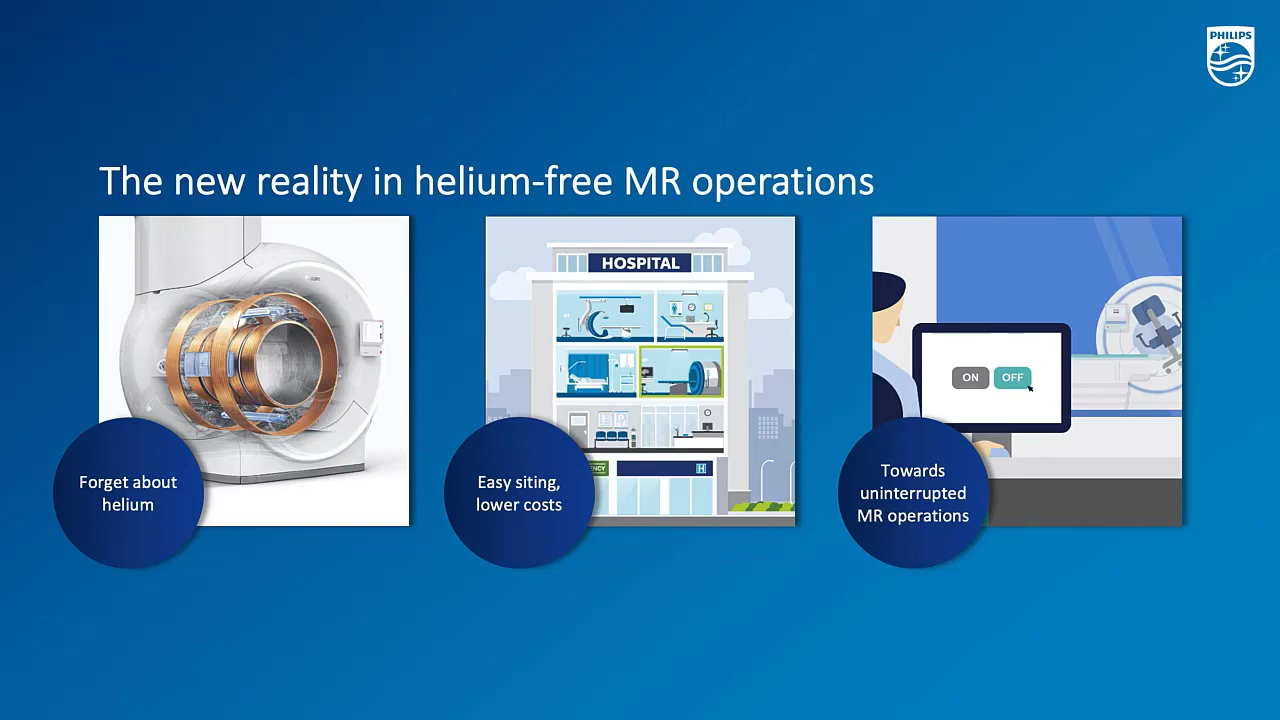 PHILIPS
The new reality in helium-free MR operations
HOSPITAL
ON
OFF
H
Forget about
helium
Easy siting,
lower costs
Towards
uninterrupted
MR operations